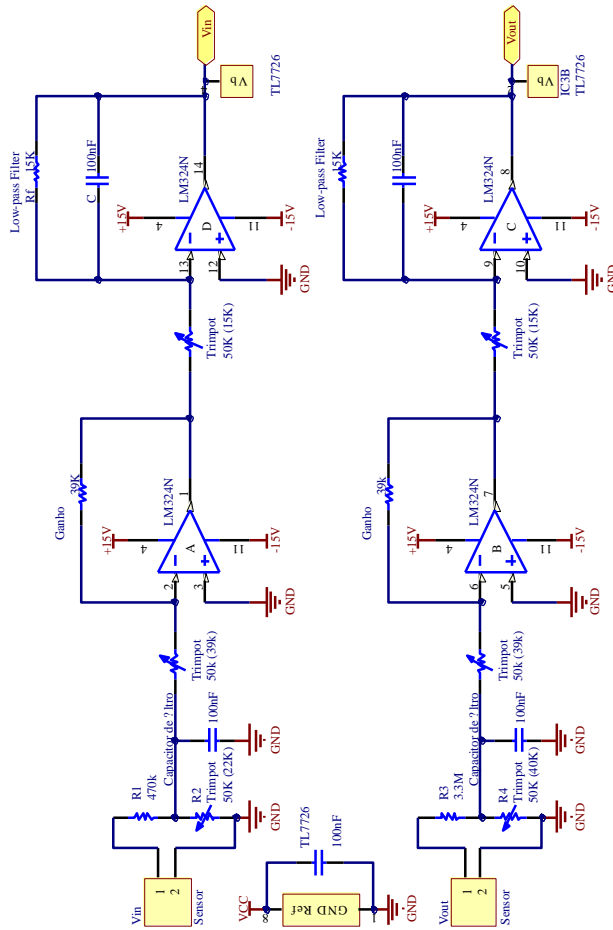 Vin
1
2
Sensor
R1
470k
R2
Trimpot
50K (22K)
GND
Capacitor de ?ltro
100nF
GND
Trimpot
50k (39k)
Ganho
39K
2
3
A
LM324N
+15V
4
11
-15V
1
GND
Trimpot
50K (15K)
Low-pass Filter
Rf
15K
C
100nF
13
12
D
LM324N
+15V
4
11
-15V
14
GND
4
Vb
TL7726
Vin
VCC
8
GND Ref
1
GND
TL7726
100nF
Vout
1
2
Sensor
R3
3.3M
R4
Trimpot
50K (40K)
GND
Capacitor de ?ltro
100nF
GND
Trimpot
50k (39k)
Ganho
39k
6
5
B
LM324N
+15V
4
11
-15V
7
GND
Trimpot
50K (15K)
Low-pass Filter
15K
100nF
9
10
C
LM324N
+15V
4
11
-15V
8
GND
Vb
IC3B
TL7726
Vout